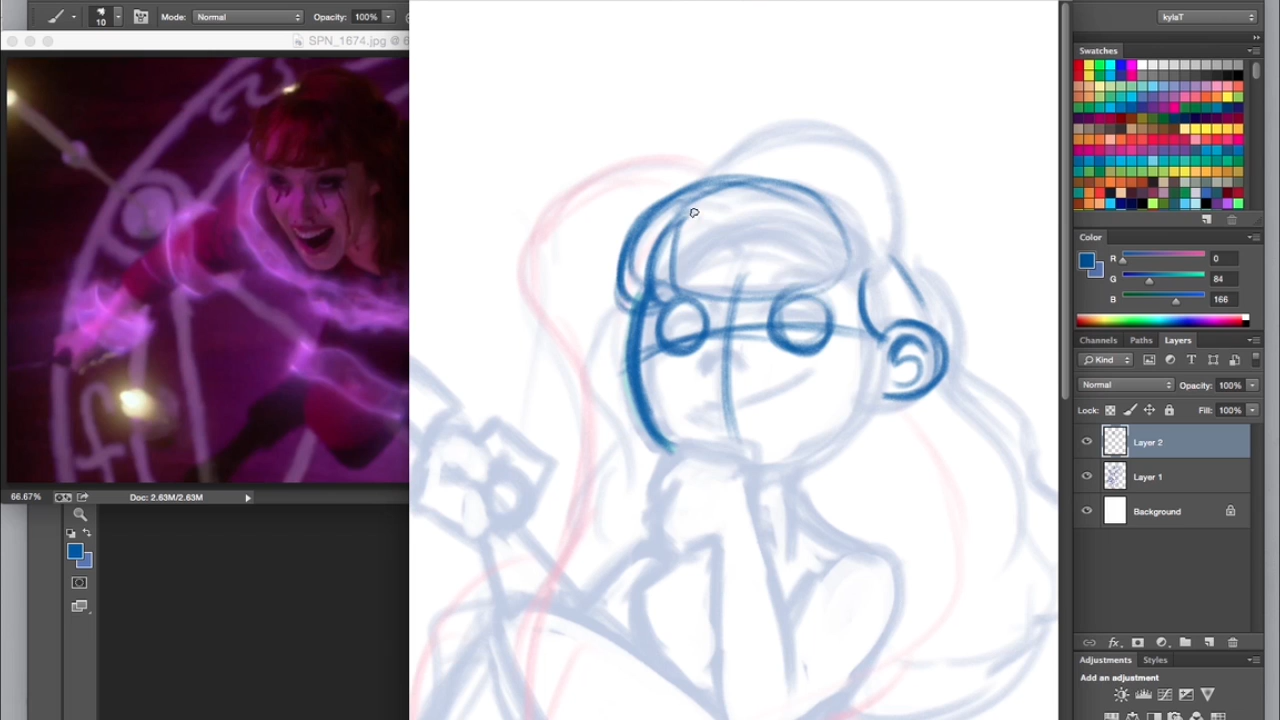 10 Mode: Normal Opacity: 100% kylaT
SPN_1674.jpg @ 6
Swatches
Color
R 0
G 84
B 166
Channels Paths Layers
Kind
Normal Opacity: 100%
Lock: Fill: 100%
Layer 2
Layer 1
Background
66.67% Doc: 2.63M/2.63M
fx
Adjustments Styles
Add an adjustment